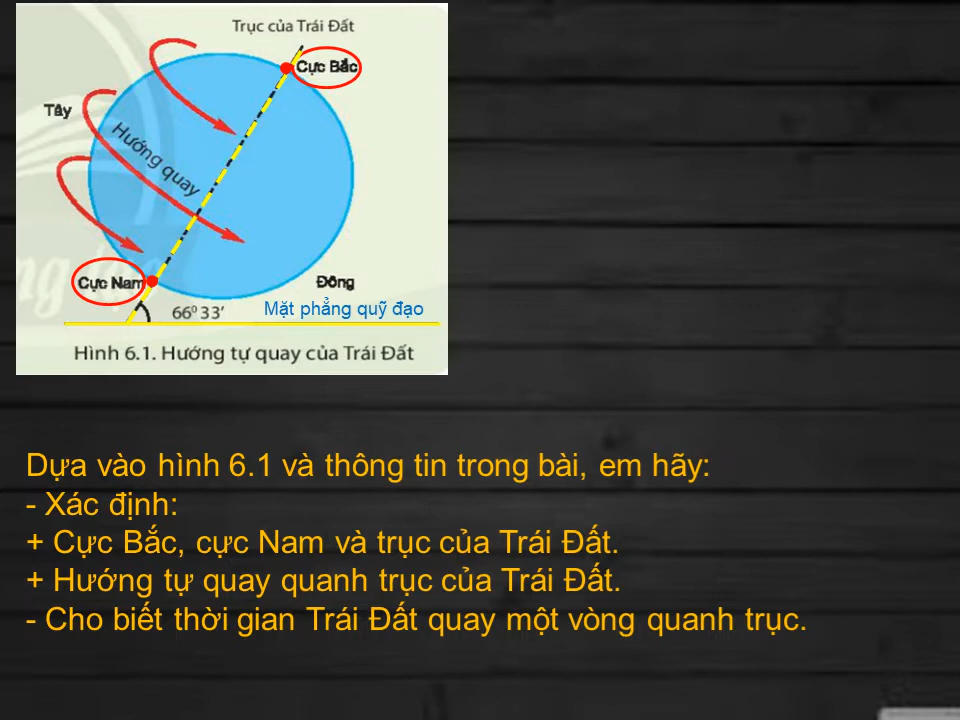 Trục của Trái Đất
Cực Bắc
Tây
Hướng quay
Cực Nam
Đông
66⁰ 33’
Mặt phẳng quỹ đạo
Hình 6.1. Hướng tự quay của Trái Đất
Dựa vào hình 6.1 và thông tin trong bài, em hãy:
- Xác định:
+ Cực Bắc, cực Nam và trục của Trái Đất.
+ Hướng tự quay quanh trục của Trái Đất.
- Cho biết thời gian Trái Đất quay một vòng quanh trục.